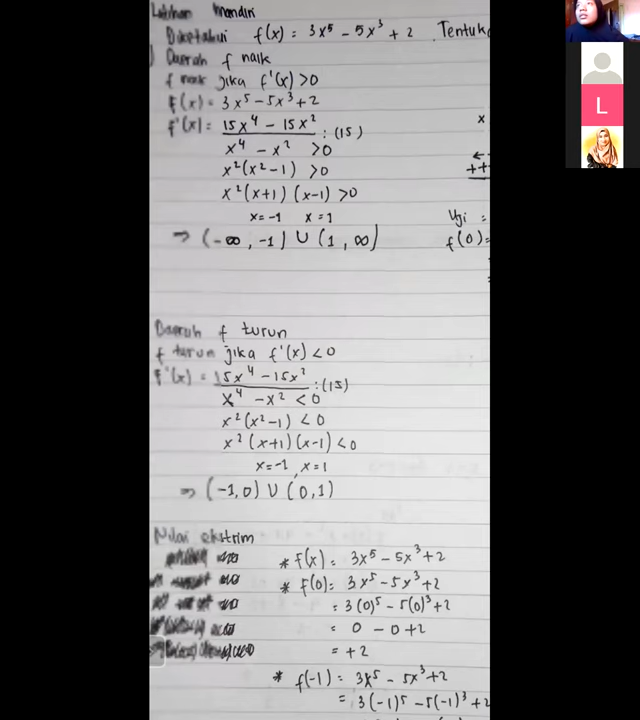 Latihan mandiri
Diketahui f(x) = 3x⁵ - 5x³ + 2 . Tentuk
) Daerah f naik
f naik jika f'(x) > 0
f(x) = 3x⁵ - 5x³ + 2
f'(x) = 15x⁴ - 15x² : (15)
x⁴ - x² > 0
x²(x² - 1) > 0
x²(x+1) (x-1) > 0
x = -1 x = 1
⇒ (-∞, -1) ∪ (1, ∞)
x
←
++
Uji =
f(0) =
Daerah f turun
f turun jika f'(x) < 0
f'(x) = 15x⁴ - 15x² : (15)
x⁴ - x² < 0
x²(x² - 1) < 0
x²(x+1)(x-1) < 0
x = -1, x = 1
⇒ (-1, 0) ∪ (0, 1)
Nilai ekstrim
* f(x) = 3x⁵ - 5x³ + 2
* f(0) = 3x⁵ - 5x³ + 2
= 3(0)⁵ - 5(0)³ + 2
= 0 - 0 + 2
= +2
* f(-1) = 3x⁵ - 5x³ + 2
= 3(-1)⁵ - 5(-1)³ + 2
L